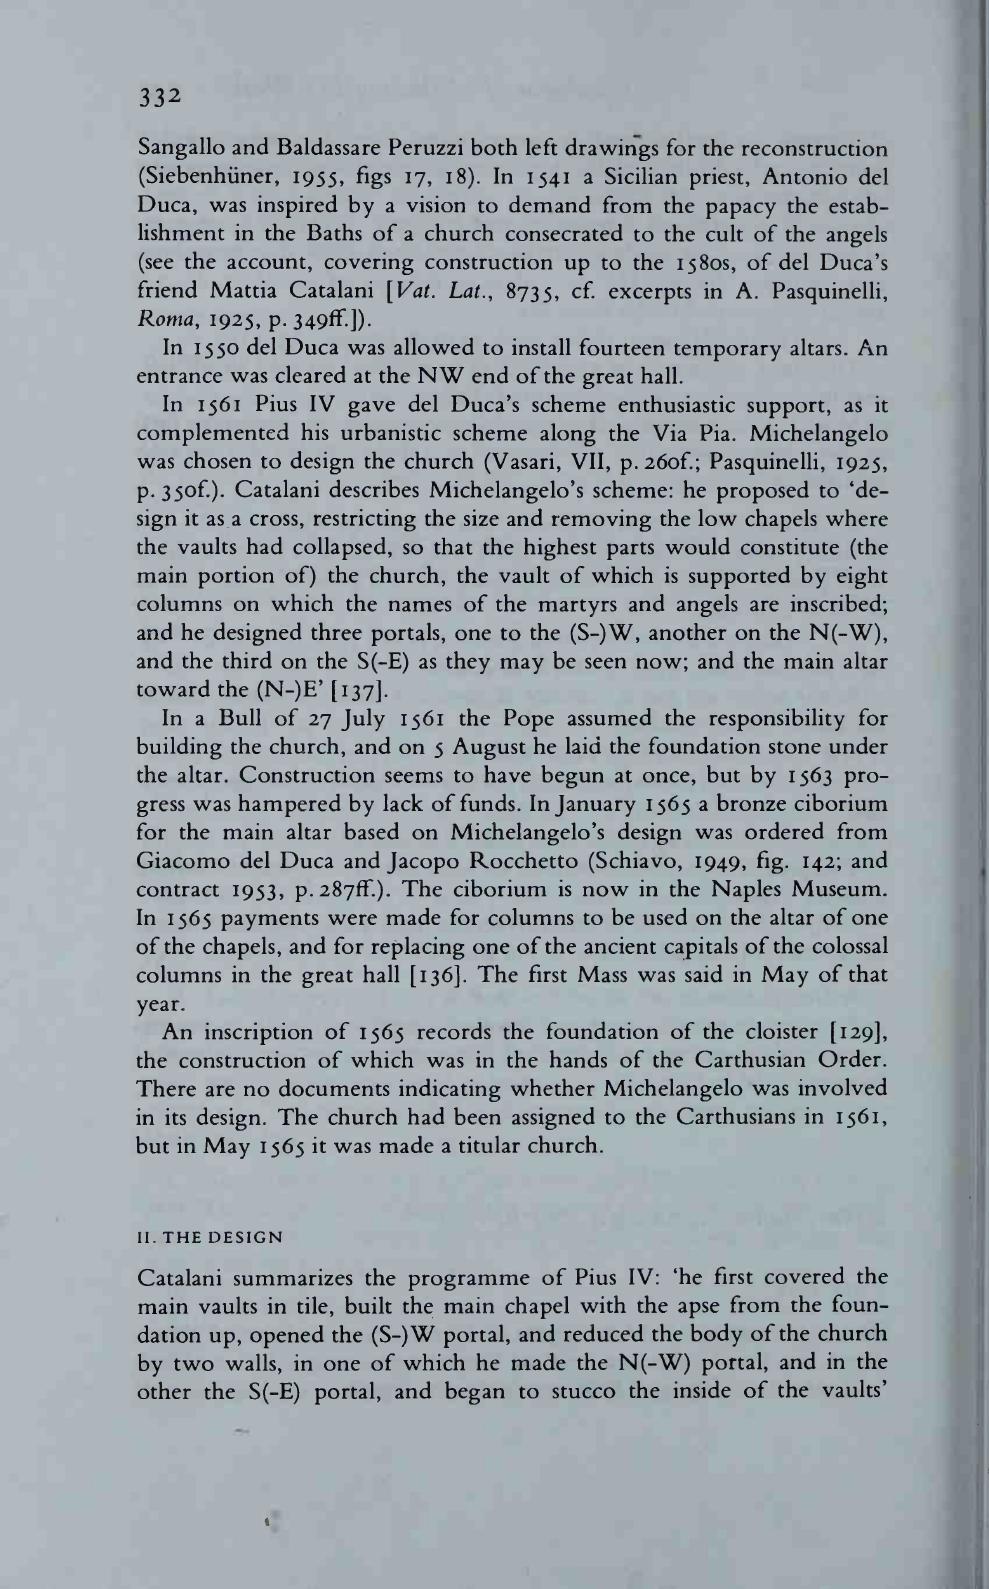 332
Sangallo and Baldassare Peruzzi both left drawings for the reconstruction
(Siebenhüner, 1955, figs 17, 18). In 1541 a Sicilian priest, Antonio del
Duca, was inspired by a vision to demand from the papacy the estab-
lishment in the Baths of a church consecrated to the cult of the angels
(see the account, covering construction up to the 1580s, of del Duca's
friend Mattia Catalani [Vat. Lat., 8735, cf. excerpts in A. Pasquinelli,
Roma, 1925, p. 349ff.]).
In 1550 del Duca was allowed to install fourteen temporary altars. An
entrance was cleared at the NW end of the great hall.
In 1561 Pius IV gave del Duca's scheme enthusiastic support, as it
complemented his urbanistic scheme along the Via Pia. Michelangelo
was chosen to design the church (Vasari, VII, p. 260f.; Pasquinelli, 1925,
p. 350f.). Catalani describes Michelangelo's scheme: he proposed to 'de-
sign it as a cross, restricting the size and removing the low chapels where
the vaults had collapsed, so that the highest parts would constitute (the
main portion of) the church, the vault of which is supported by eight
columns on which the names of the martyrs and angels are inscribed;
and he designed three portals, one to the (S-)W, another on the N(-W),
and the third on the S(-E) as they may be seen now; and the main altar
toward the (N-)E' [137].
In a Bull of 27 July 1561 the Pope assumed the responsibility for
building the church, and on 5 August he laid the foundation stone under
the altar. Construction seems to have begun at once, but by 1563 pro-
gress was hampered by lack of funds. In January 1565 a bronze ciborium
for the main altar based on Michelangelo's design was ordered from
Giacomo del Duca and Jacopo Rocchetto (Schiavo, 1949, fig. 142; and
contract 1953, p. 287ff.). The ciborium is now in the Naples Museum.
In 1565 payments were made for columns to be used on the altar of one
of the chapels, and for replacing one of the ancient capitals of the colossal
columns in the great hall [136]. The first Mass was said in May of that
year.
An inscription of 1565 records the foundation of the cloister [129],
the construction of which was in the hands of the Carthusian Order.
There are no documents indicating whether Michelangelo was involved
in its design. The church had been assigned to the Carthusians in 1561,
but in May 1565 it was made a titular church.
II. THE DESIGN
Catalani summarizes the programme of Pius IV: 'he first covered the
main vaults in tile, built the main chapel with the apse from the foun-
dation up, opened the (S-)W portal, and reduced the body of the church
by two walls, in one of which he made the N(-W) portal, and in the
other the S(-E) portal, and began to stucco the inside of the vaults'